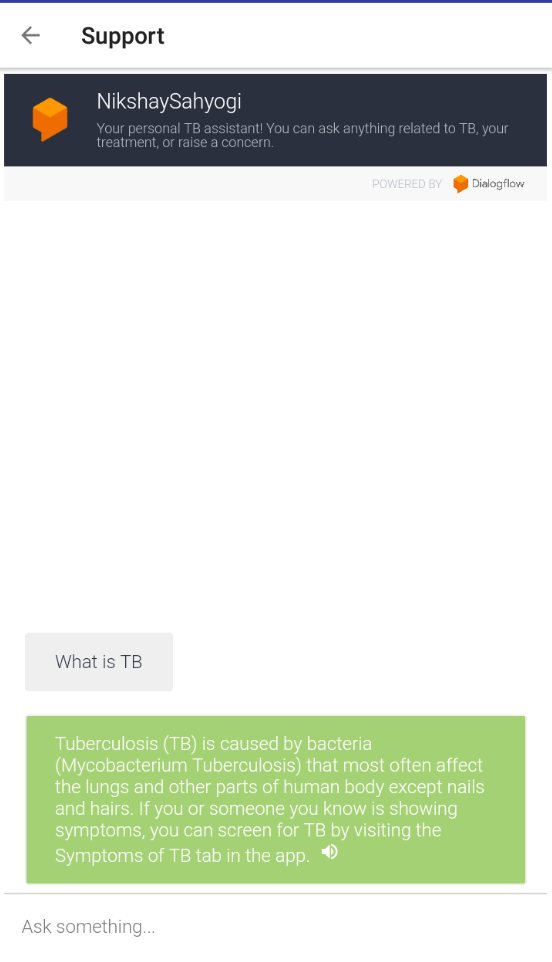 Support
NikshaySahyogi
Your personal TB assistant! You can ask anything related to TB, your
treatment, or raise a concern.
POWERED BY Dialogflow
What is TB
Tuberculosis (TB) is caused by bacteria
(Mycobacterium Tuberculosis) that most often affect
the lungs and other parts of human body except nails
and hairs. If you or someone you know is showing
symptoms, you can screen for TB by visiting the
Symptoms of TB tab in the app.
Ask something...